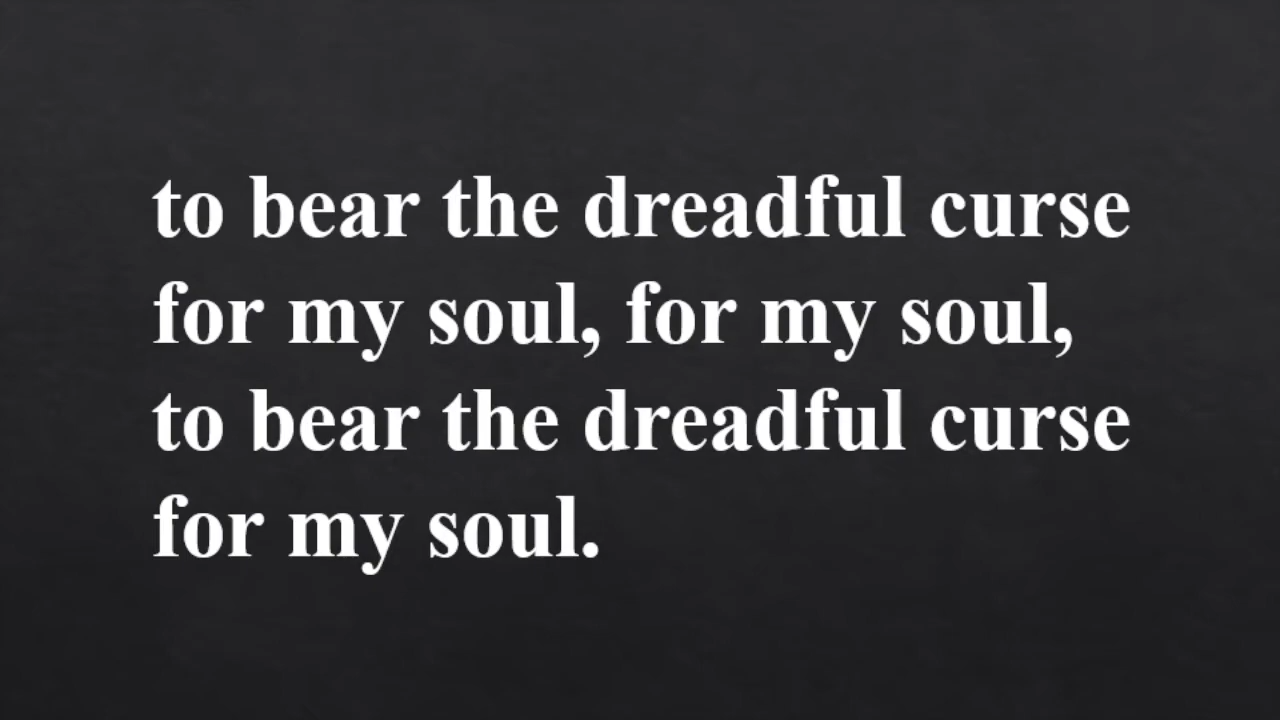 to bear the dreadful curse
for my soul, for my soul,
to bear the dreadful curse
for my soul.